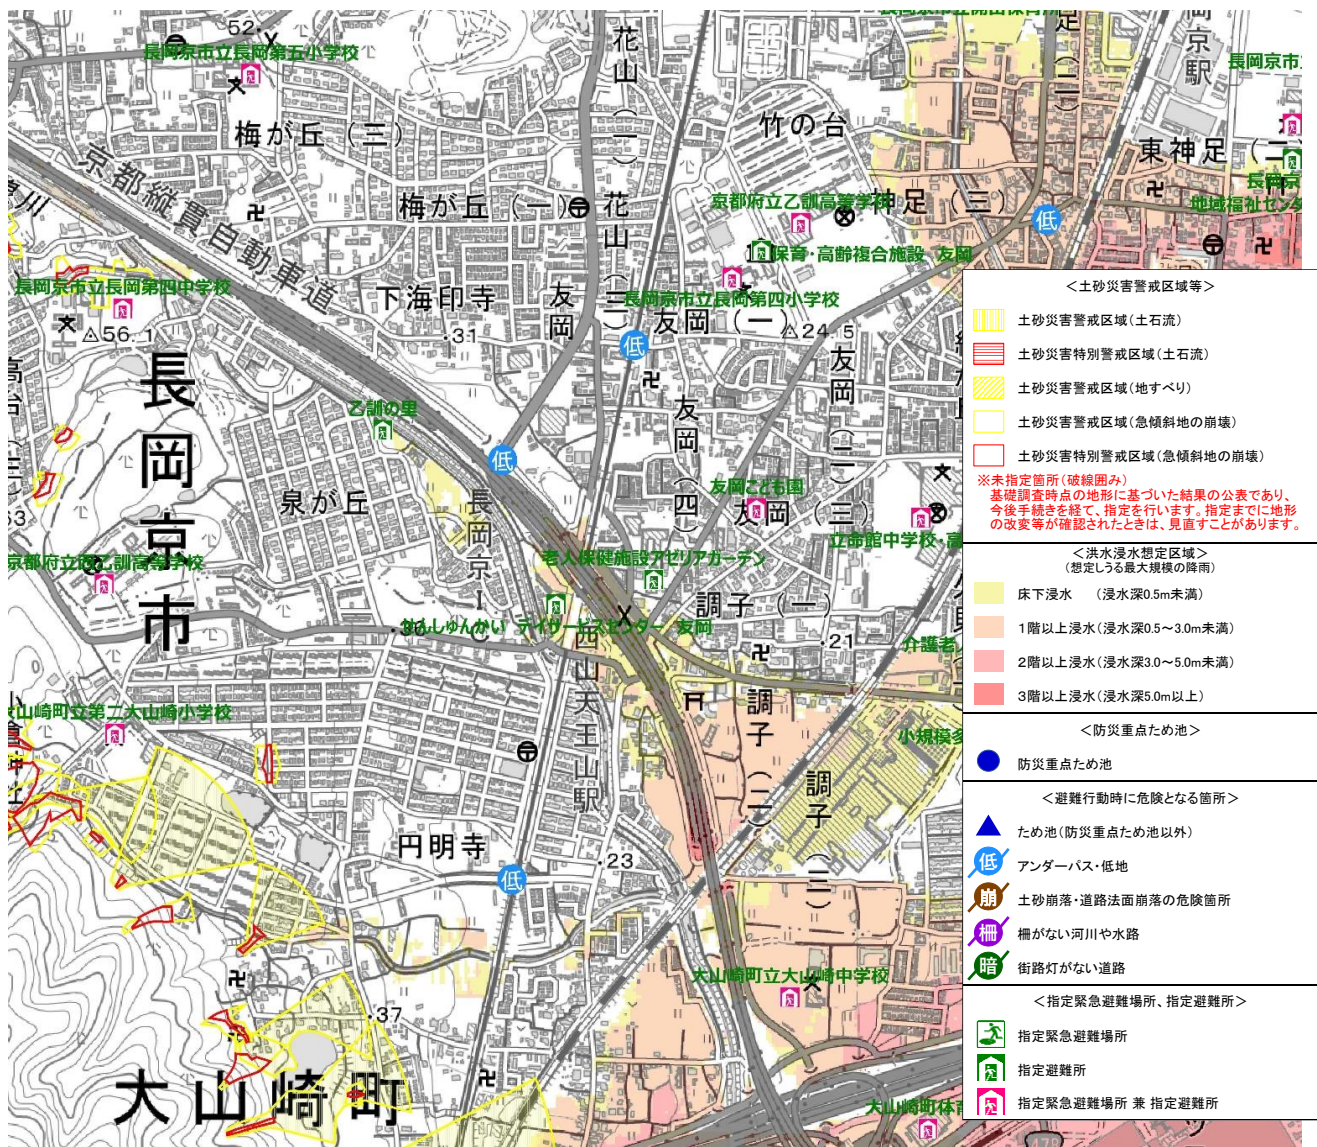 52
長岡京市立長岡第五小学校
梅が丘（三）
京都縦貫自動車道
梅が丘（一）
花山（一）
花山（三）
竹の台
京都府立乙訓高等学校
神足（三）
足（二）
岡京駅
長岡京市
東神足（二
長岡京
地域福祉センタ
保育・高齢複合施設 友岡
長岡京市立長岡第四小学校
長岡京市立長岡第四中学校
56.1
下海印寺
31
友岡
友岡（一）
24.5
友岡（二）
低
低
低
低
長岡京市
乙訓の里
泉が丘
長岡京
友岡（四）
友岡こども園
友岡（三）
立命館中学校・高
53
京都府立西乙訓高等学校
老人保健施設アゼリアガーデン
せんしゅんかい デイサービスセンター 友岡
調子（一）
21
30
介護老
西山天王山駅
大山崎町立第二大山崎小学校
調子（二）
小規模多
調子（三）
円明寺
23
大山崎町立大山崎中学校
37
大山崎町
大山崎町体育
478
＜土砂災害警戒区域等＞
土砂災害警戒区域（土石流）
土砂災害特別警戒区域（土石流）
土砂災害警戒区域（地すべり）
土砂災害警戒区域（急傾斜地の崩壊）
土砂災害特別警戒区域（急傾斜地の崩壊）
※未指定箇所（破線囲み）
基礎調査時点の地形に基づいた結果の公表であり、
今後手続きを経て、指定を行います。指定までに地形
の改変等が確認されたときは、見直すことがあります。
＜洪水浸水想定区域＞
（想定しうる最大規模の降雨）
床下浸水 （浸水深0.5m未満）
1階以上浸水（浸水深0.5～3.0m未満）
2階以上浸水（浸水深3.0～5.0m未満）
3階以上浸水（浸水深5.0m以上）
＜防災重点ため池＞
防災重点ため池
＜避難行動時に危険となる箇所＞
ため池（防災重点ため池以外）
低 アンダーパス・低地
崩 土砂崩落・道路法面崩落の危険箇所
柵 柵がない河川や水路
暗 街路灯がない道路
＜指定緊急避難場所、指定避難所＞
指定緊急避難場所
指定避難所
指定緊急避難場所 兼 指定避難所